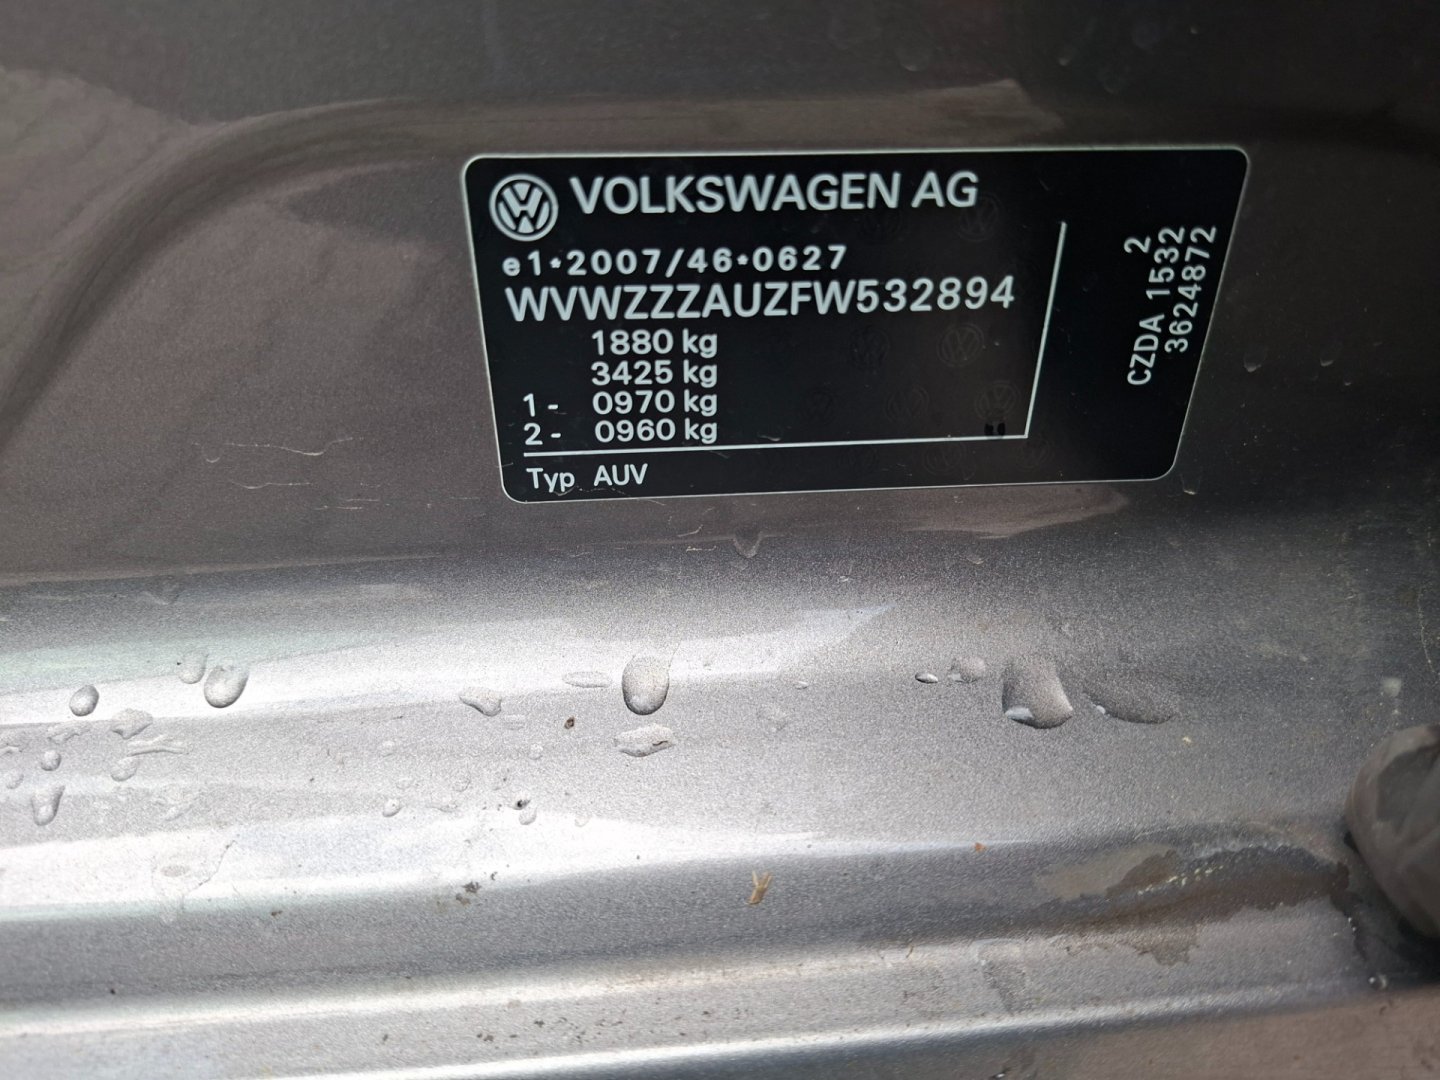 VOLKSWAGEN AG
e1*2007/46*0627
WVWZZZAUZFW532894
1880 kg
3425 kg
1- 0970 kg
2- 0960 kg
Typ AUV
2
CZDA 1532
3624872